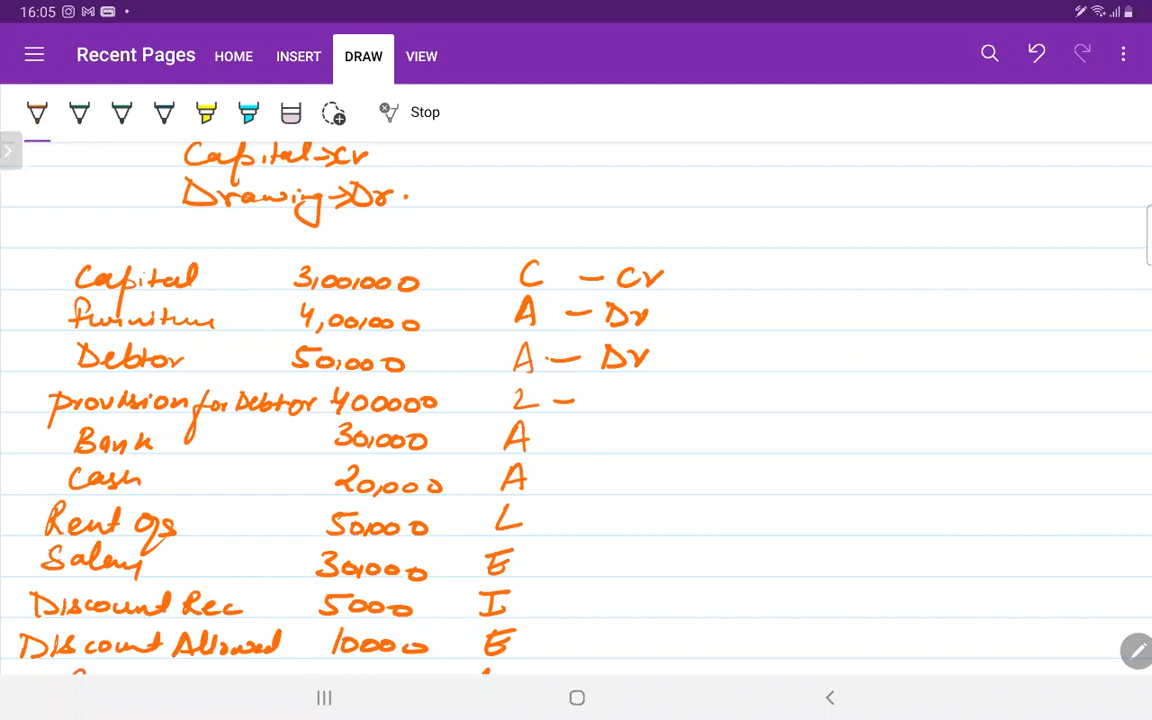 16:05
Recent Pages HOME INSERT DRAW VIEW
Stop
Capital → Cr
Drawing → Dr.
Capital 3,00,000 C - Cr
Furniture 4,00,000 A - Dr
Debtor 50,000 A - Dr
provision for Debtor 400000 L -
Bank 30,000 A
Cash 20,000 A
Rent o/s 50,000 L
Salary 30,000 E
Discount Rec 5000 I
Discount Allowed 10000 E